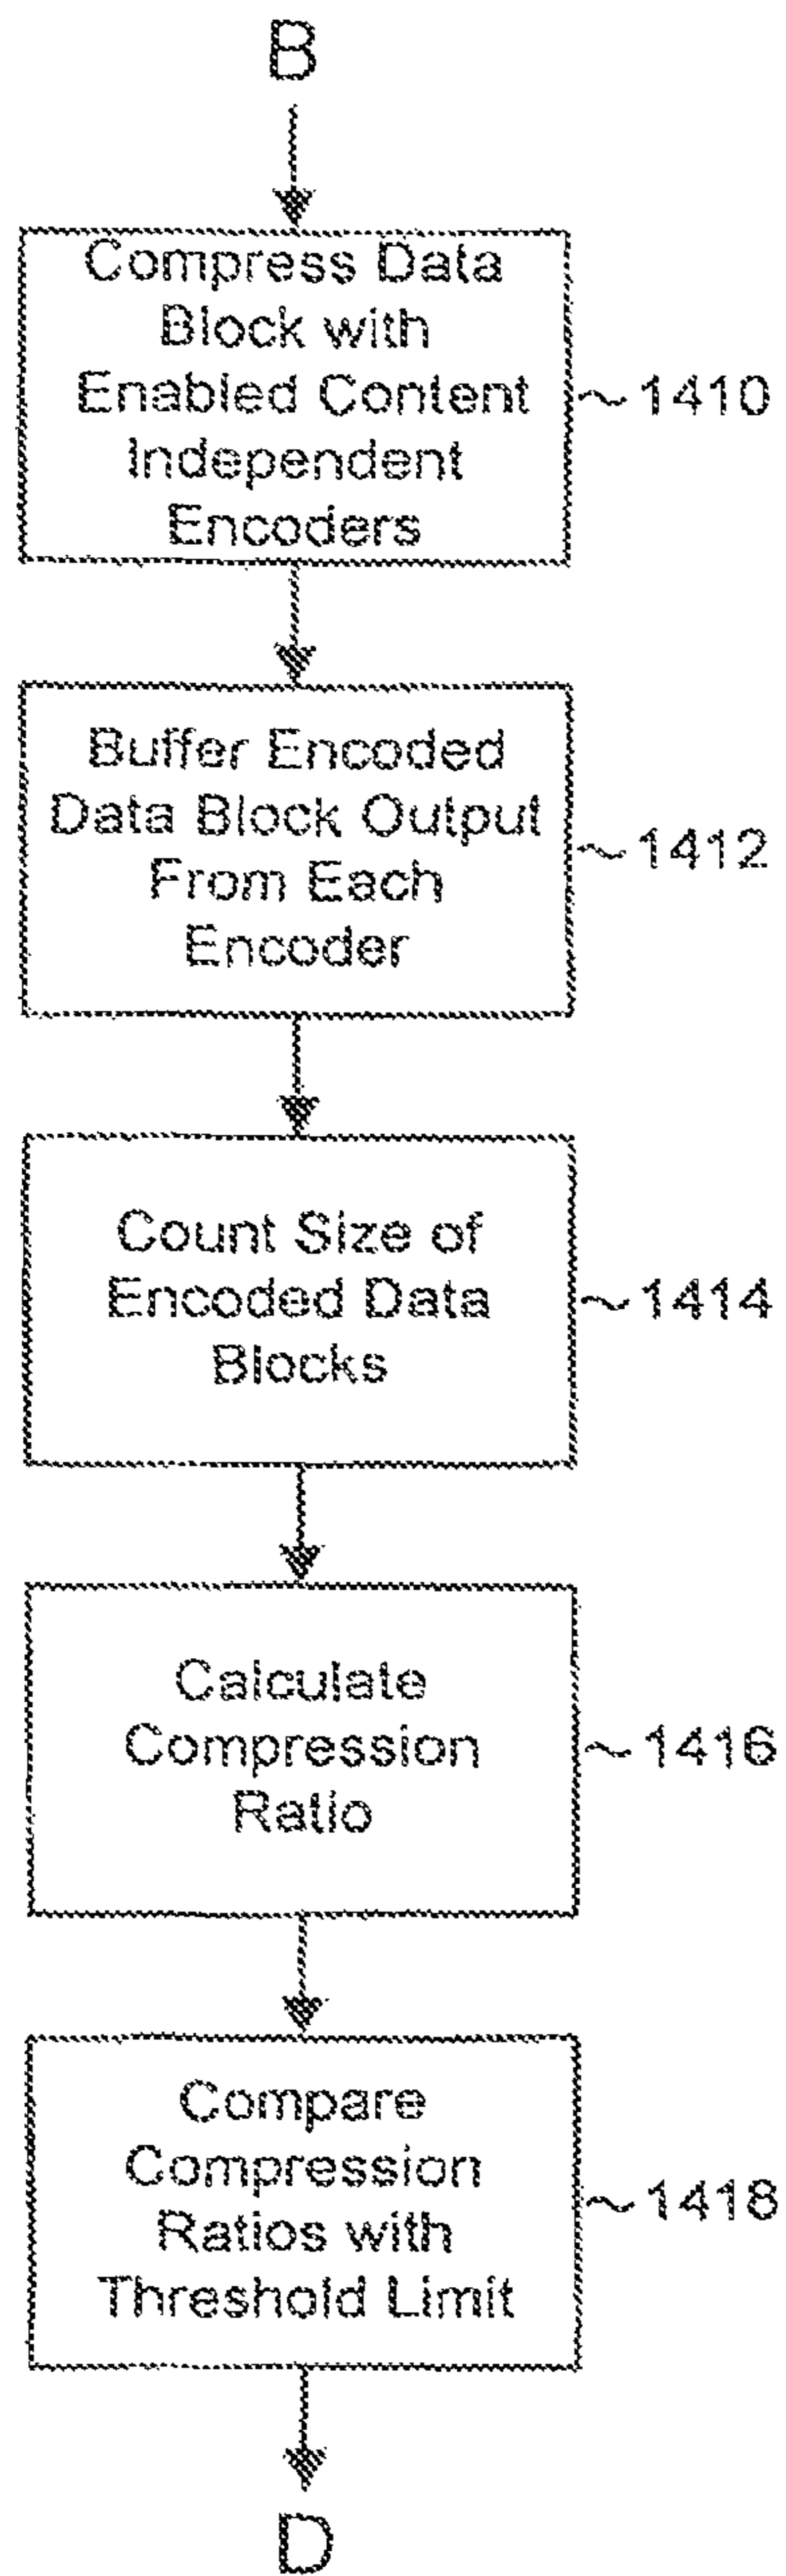 B
Compress Data
Block with
Enabled Content
Independent
Encoders
~1410
Buffer Encoded
Data Block Output
From Each
Encoder
~1412
Count Size of
Encoded Data
Blocks
~1414
Calculate
Compression
Ratio
~1416
Compare
Compression
Ratios with
Threshold Limit
~1418
D